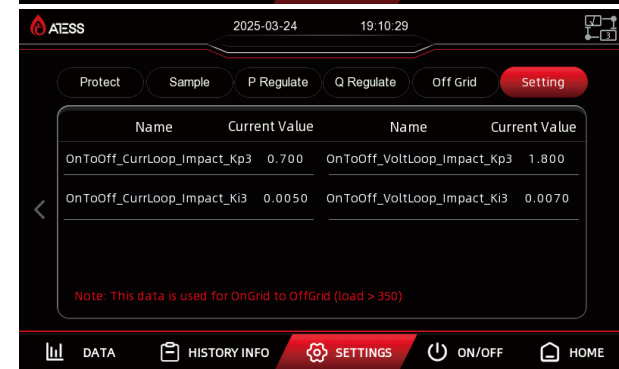 ATESS 2025-03-24 19:10:29
3
Protect Sample P Regulate Q Regulate Off Grid Setting
Name Current Value Name Current Value
OnToOff_CurrLoop_Impact_Kp3 0.700 OnToOff_VoltLoop_Impact_Kp3 1.800
OnToOff_CurrLoop_Impact_Ki3 0.0050 OnToOff_VoltLoop_Impact_Ki3 0.0070
Note: This data is used for OnGrid to OffGrid (load > 350)
DATA HISTORY INFO SETTINGS ON/OFF HOME